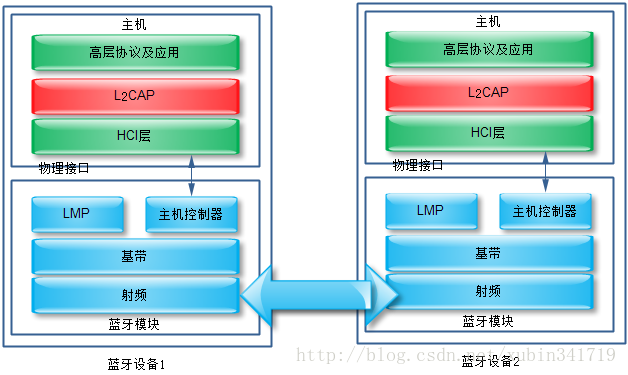 主机
高层协议及应用
L2CAP
HCI层
物理接口
LMP
主机控制器
基带
射频
蓝牙模块
蓝牙设备1
主机
高层协议及应用
L2CAP
HCI层
物理接口
LMP
主机控制器
基带
射频
蓝牙模块
蓝牙设备2
http://blog.csdn.net/rubin341719